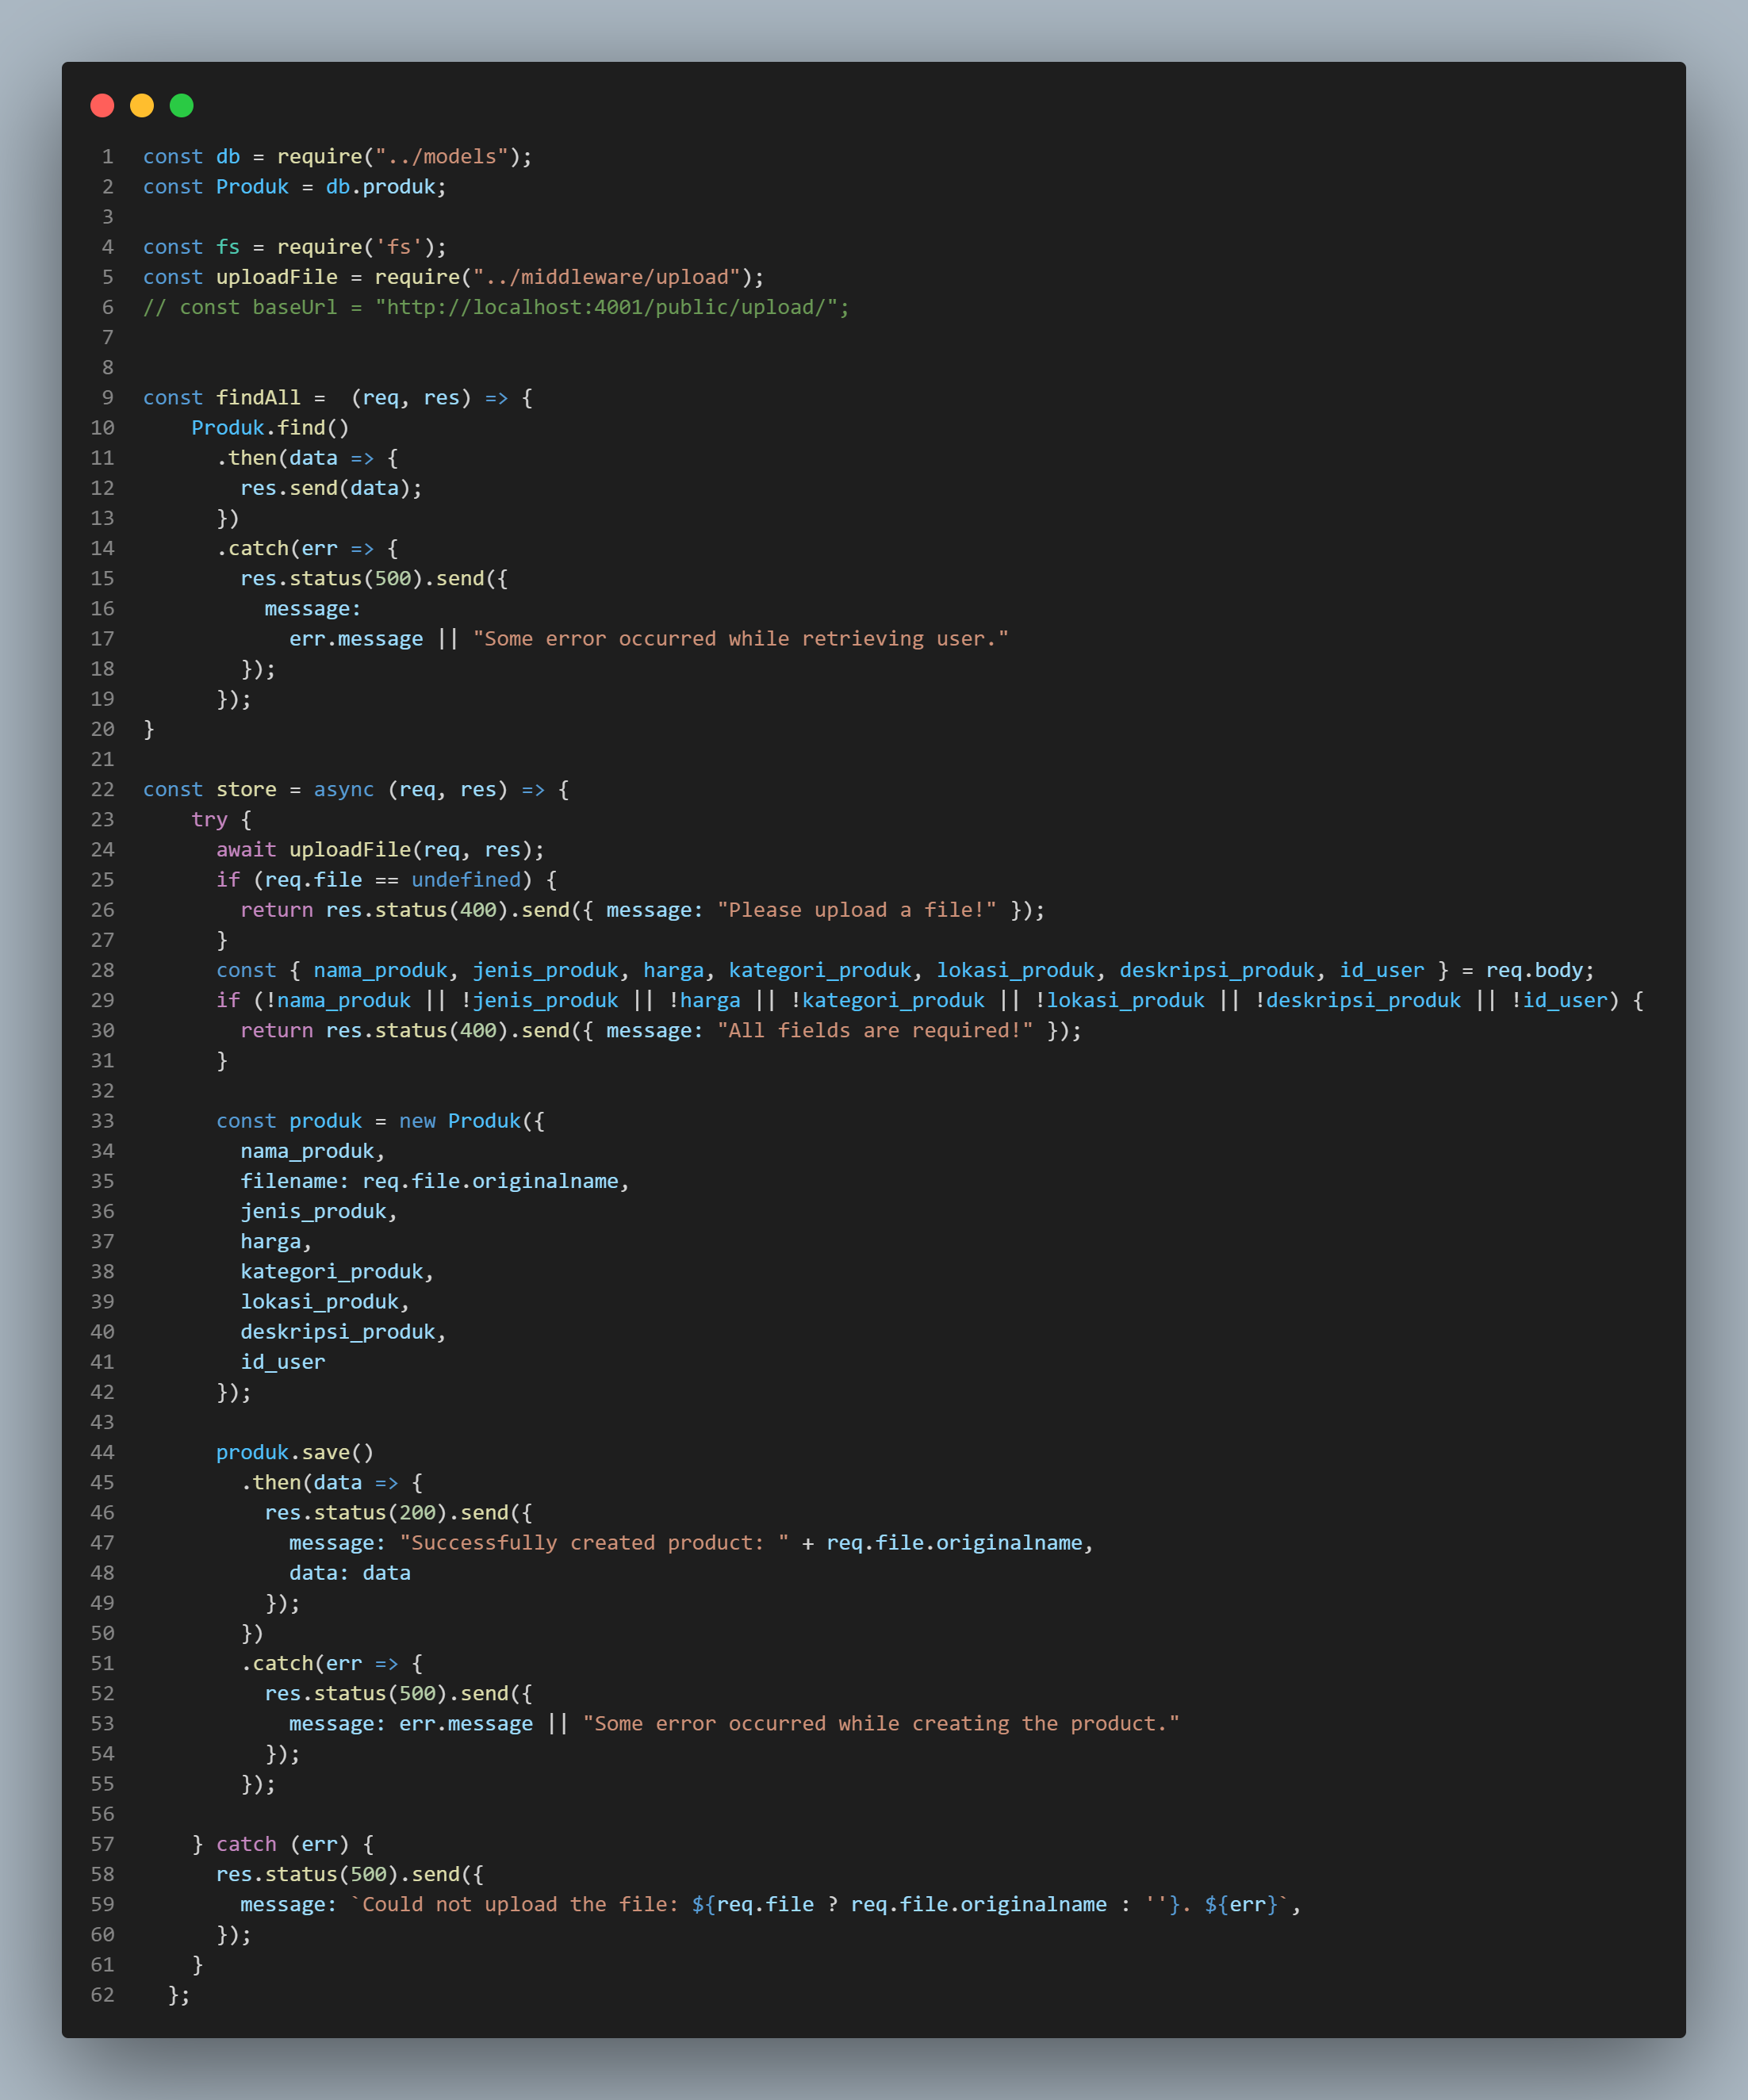 1 const db = require("../models");
2 const Produk = db.produk;
3
4 const fs = require('fs');
5 const uploadFile = require("../middleware/upload");
6 // const baseUrl = "http://localhost:4001/public/upload/";
7
8
9 const findAll =  (req, res) => {
10     Produk.find()
11       .then(data => {
12         res.send(data);
13       })
14       .catch(err => {
15         res.status(500).send({
16           message:
17             err.message || "Some error occurred while retrieving user."
18         });
19       });
20 }
21
22 const store = async (req, res) => {
23     try {
24       await uploadFile(req, res);
25       if (req.file == undefined) {
26         return res.status(400).send({ message: "Please upload a file!" });
27       }
28       const { nama_produk, jenis_produk, harga, kategori_produk, lokasi_produk, deskripsi_produk, id_user } = req.body;
29       if (!nama_produk || !jenis_produk || !harga || !kategori_produk || !lokasi_produk || !deskripsi_produk || !id_user) {
30         return res.status(400).send({ message: "All fields are required!" });
31       }
32
33       const produk = new Produk({
34         nama_produk,
35         filename: req.file.originalname,
36         jenis_produk,
37         harga,
38         kategori_produk,
39         lokasi_produk,
40         deskripsi_produk,
41         id_user
42       });
43
44       produk.save()
45         .then(data => {
46           res.status(200).send({
47             message: "Successfully created product: " + req.file.originalname,
48             data: data
49           });
50         })
51         .catch(err => {
52           res.status(500).send({
53             message: err.message || "Some error occurred while creating the product."
54           });
55         });
56
57     } catch (err) {
58       res.status(500).send({
59         message: `Could not upload the file: ${req.file ? req.file.originalname : ''}. ${err}`,
60       });
61     }
62   };